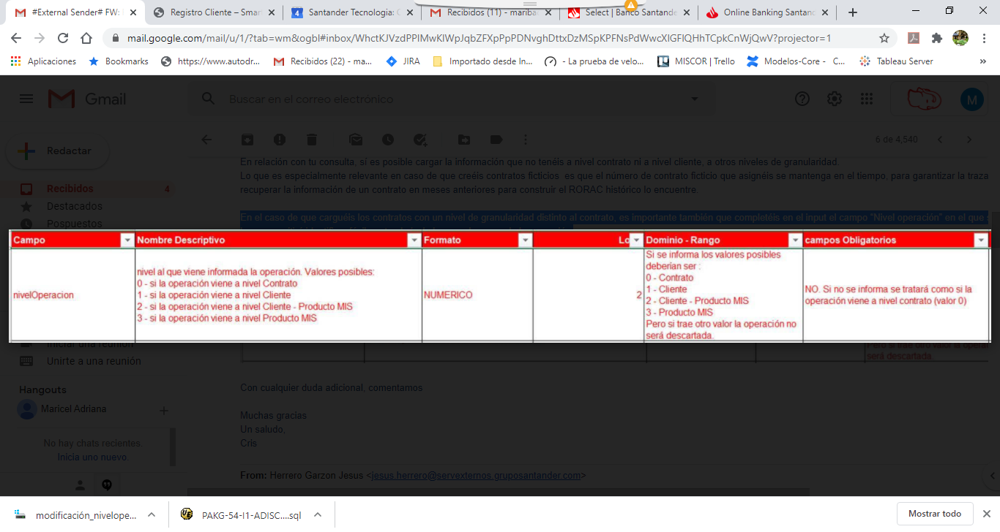 #External Sender# FW:
Registro Cliente – Smar
Santander Tecnologia: C
Recibidos (11) - mariba
Select | Banco Santande
Online Banking Santand
mail.google.com/mail/u/1/?tab=wm&ogbl#inbox/WhctKJVzdPPlMwKlWpJqbZFXpPpPDNvghDttxDzMSpKPFNsPdWwcXlGFlQHhTCpkCnWjQwV?projector=1
Aplicaciones
Bookmarks
https://www.autodr...
Recibidos (22) - ma...
JIRA
Importado desde In...
- La prueba de velo...
MISCOR | Trello
Modelos-Core - C...
Tableau Server
»
Gmail
Buscar en el correo electrónico
M
Redactar
6 de 4,540
Recibidos 4
Destacados
Pospuestos
En relación con tu consulta, sí es posible cargar la información que no tenéis a nivel contrato ni a nivel cliente, a otros niveles de granularidad.
Lo que es especialmente relevante en caso de que creéis contratos ficticios es que el número de contrato ficticio que asignéis se mantenga en el tiempo, para garantizar la traza
recuperar la información de un contrato en meses anteriores para construir el RORAC histórico lo encuentre.
En el caso de que carguéis los contratos con un nivel de granularidad distinto al contrato, es importante también que completéis en el input el campo "Nivel operación" en el que
Campo
Nombre Descriptivo
Formato
Lo
Dominio - Rango
campos Obligatorios
nivelOperacion
nivel al que viene informada la operación. Valores posibles:
0 - si la operación viene a nivel Contrato
1 - si la operación viene a nivel Cliente
2 - si la operación viene a nivel Cliente - Producto MIS
3 - si la operación viene a nivel Producto MIS
NUMERICO
2
Si se informa los valores posibles
deberían ser :
0 - Contrato
1 - Cliente
2 - Cliente - Producto MIS
3 - Producto MIS
Pero si trae otro valor la operación no
será descartada.
NO. Si no se informa se tratará como si la
operación viene a nivel contrato (valor 0)
Iniciar una reunión
Unirte a una reunión
Pero si trae otro valor la operar
será descartada.
Hangouts
Maricel Adriana
No hay chats recientes.
Inicia uno nuevo.
Con cualquier duda adicional, comentamos
Muchas gracias
Un saludo,
Cris
From: Herrero Garzon Jesus <jesus.herrero@servexternos.gruposantander.com>
modificación_nivelope...
PAKG-54-I1-ADISC....sql
Mostrar todo